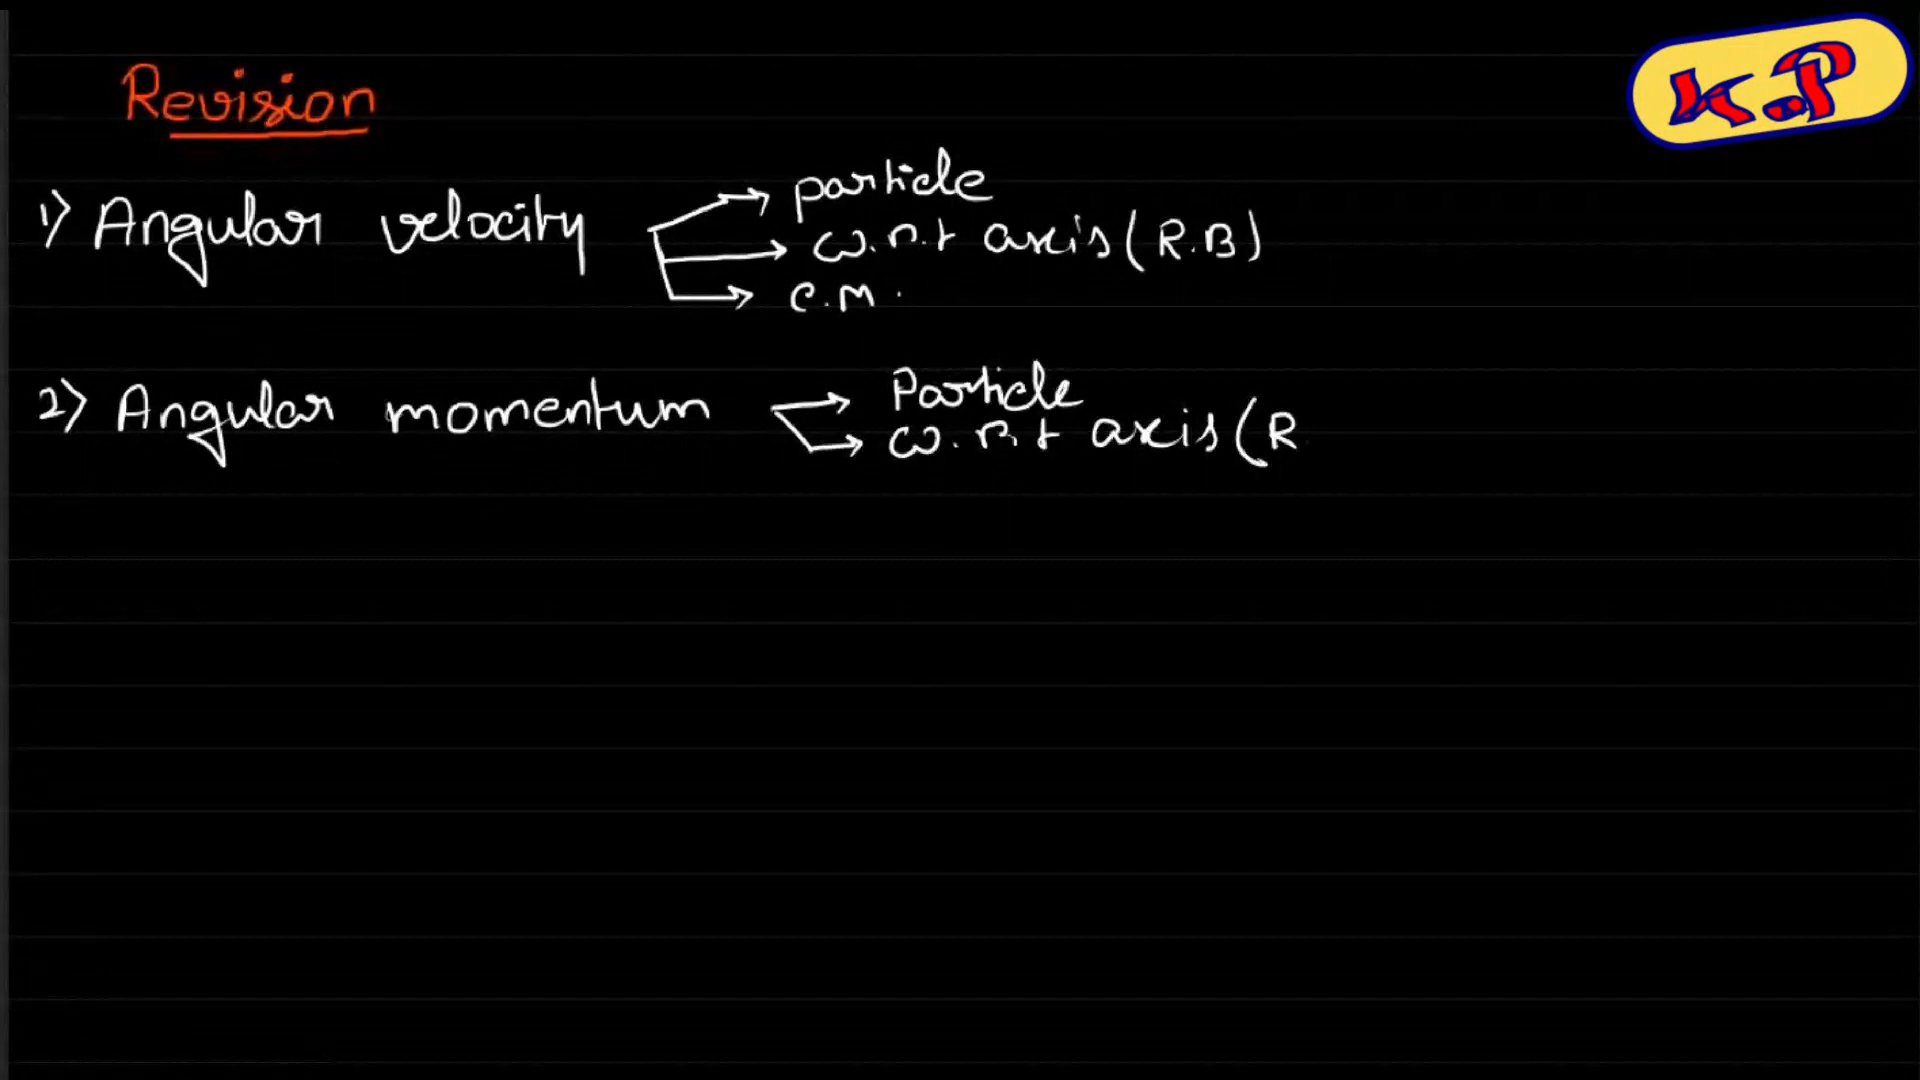 K.P
Revision
1) Angular velocity → particle
→ w.r.t axis (R.B)
→ C.M.
2) Angular momentum → Particle
→ w.r.t axis (R